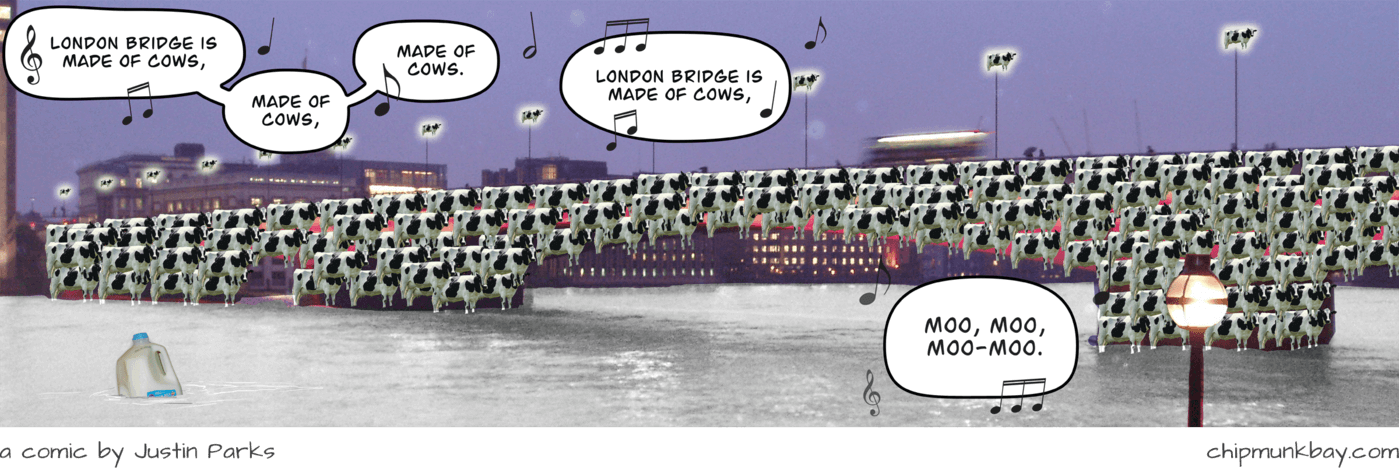 LONDON BRIDGE IS
MADE OF COWS,
MADE OF
COWS,
MADE OF
COWS.
LONDON BRIDGE IS
MADE OF COWS,
MOO, MOO,
MOO-MOO.
a comic by Justin Parks
chipmunkbay.com